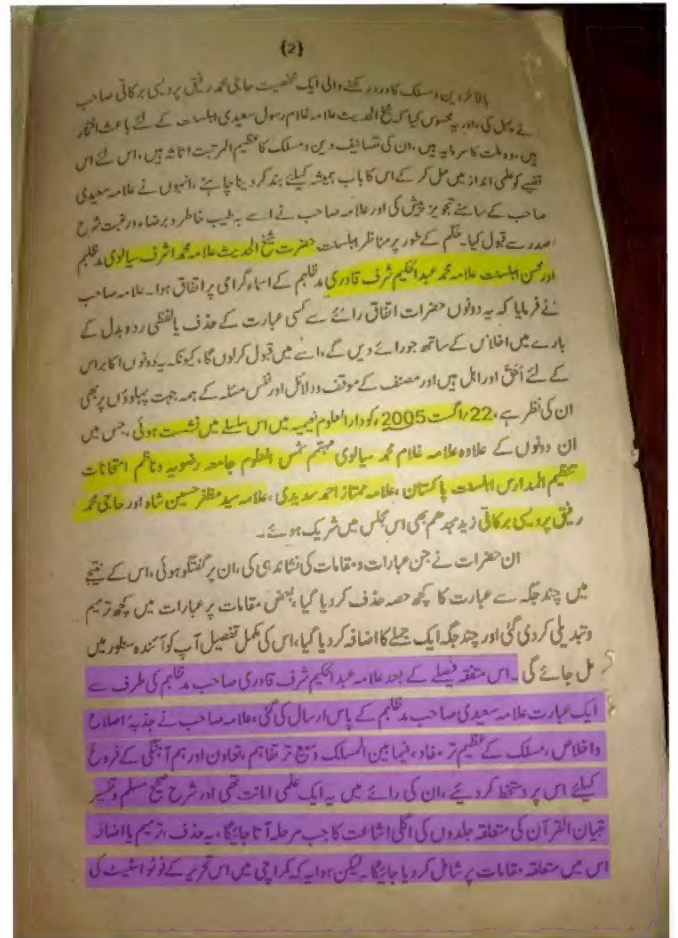 {2}
بالآخر دین و مسلک کا درد رکھنے والی ایک شخصیت حاجی محمد رفیق پردیسی برکاتی صاحب
نے پہل کی، اور یہ محسوس کیا کہ شیخ الحدیث علامہ غلام رسول سعیدی اہلسنت کے لئے باعث افتخار
ہیں، وہ ملت کا سرمایہ ہیں، ان کی تصانیف دین و مسلک کا عظیم المرتبت اثاثہ ہیں، اس لئے اس
قضیے کو علمی انداز میں حل کر کے اس کا باب ہمیشہ کیلئے بند کر دینا چاہئے، انہوں نے علامہ سعیدی
صاحب کے سامنے تجویز پیش کی اور علامہ صاحب نے اسے بہ طیب خاطر و برضاء و رغبت شرح
صدر سے قبول کیا۔ حَکَم کے طور پر مناظر اہلسنت حضرت شیخ الحدیث علامہ محمد اشرف سیالوی مدظلہم
اور محسن اہلسنت علامہ محمد عبدالحکیم شرف قادری مدظلہم کے اسماء گرامی پر اتفاق ہوا۔ علامہ صاحب
نے فرمایا کہ یہ دونوں حضرات اتفاق رائے سے کسی عبارت کے حذف یا لفظی ردو بدل کے
بارے میں اخلاص کے ساتھ جو رائے دیں گے، اسے میں قبول کرلوں گا، کیونکہ یہ دونوں اکابر اس
کے لئے اَحَقّ اور اہل ہیں اور مصنف کے موقف و دلائل اور نفس مسئلہ کے ہمہ جہت پہلوؤں پر بھی
ان کی نظر ہے، 22/اگست 2005، کو دارالعلوم نعیمیہ میں اس سلسلے میں نشست ہوئی، جس میں
ان دونوں کے علاوہ علامہ غلام محمد سیالوی مہتمم شمس العلوم جامعہ رضویہ و ناظم امتحانات
تنظیم المدارس اہلسنت پاکستان، علامہ ممتاز احمد سدیدی، علامہ سید مظفر حسین شاہ اور حاجی محمد
رفیق پردیسی برکاتی زید مجدھم بھی اس مجلس میں شریک ہوئے۔
ان حضرات نے جن عبارات و مقامات کی نشاندہی کی، ان پر گفتگو ہوئی، اس کے نتیجے
میں چند جگہ سے عبارت کا کچھ حصہ حذف کر دیا گیا، بعض مقامات پر عبارات میں کچھ ترمیم
و تبدیلی کر دی گئی اور چند جگہ ایک جملے کا اضافہ کر دیا گیا، اس کی مکمل تفصیل آپ کو آئندہ سطور میں
مل جائے گی۔ اس متفقہ فیصلے کے بعد علامہ عبدالحکیم شرف قادری صاحب مدظلہم کی طرف سے
ایک عبارت علامہ سعیدی صاحب مدظلہم کے پاس ارسال کی گئی، علامہ صاحب نے جذبۂ اصلاح
و اخلاص، مسلک کے عظیم تر مفاد، فیما بین المسلک وسیع تر تفاہم، تعاون اور ہم آہنگی کے فروغ
کیلئے اس پر دستخط کر دیئے، ان کی رائے میں یہ ایک علمی امانت تھی اور شرح صحیح مسلم و تفسیر
تبیان القرآن کی متعلقہ جلدوں کی اگلی اشاعت کا جب مرحلہ آتا جائیگا، یہ حذف، ترمیم یا اضافہ
اس میں متعلقہ مقامات پر شامل کر دیا جائیگا۔ لیکن ہوا یہ کہ کراچی میں اس تحریر کے فوٹو اسٹیٹ کی